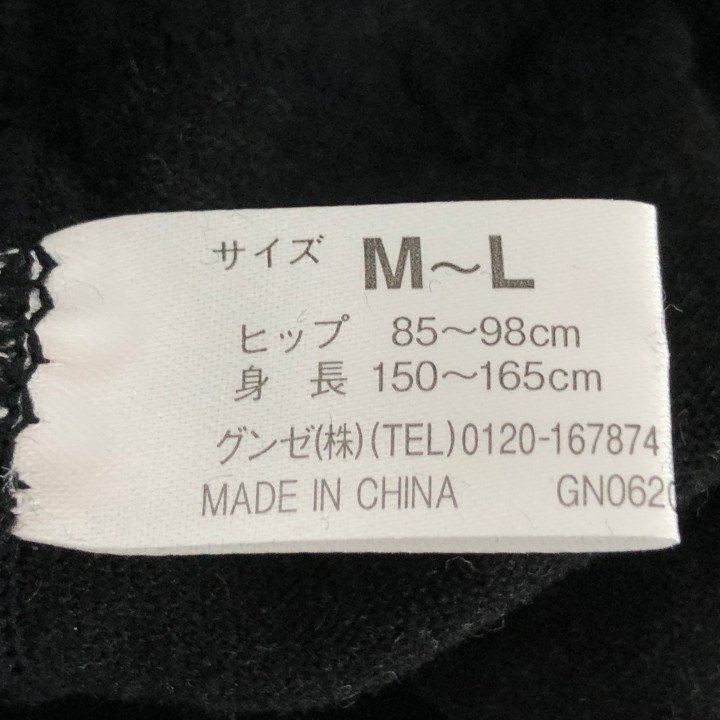 サイズ M～L
ヒップ 85～98cm
身長 150～165cm
グンゼ(株)(TEL)0120-167874
MADE IN CHINA